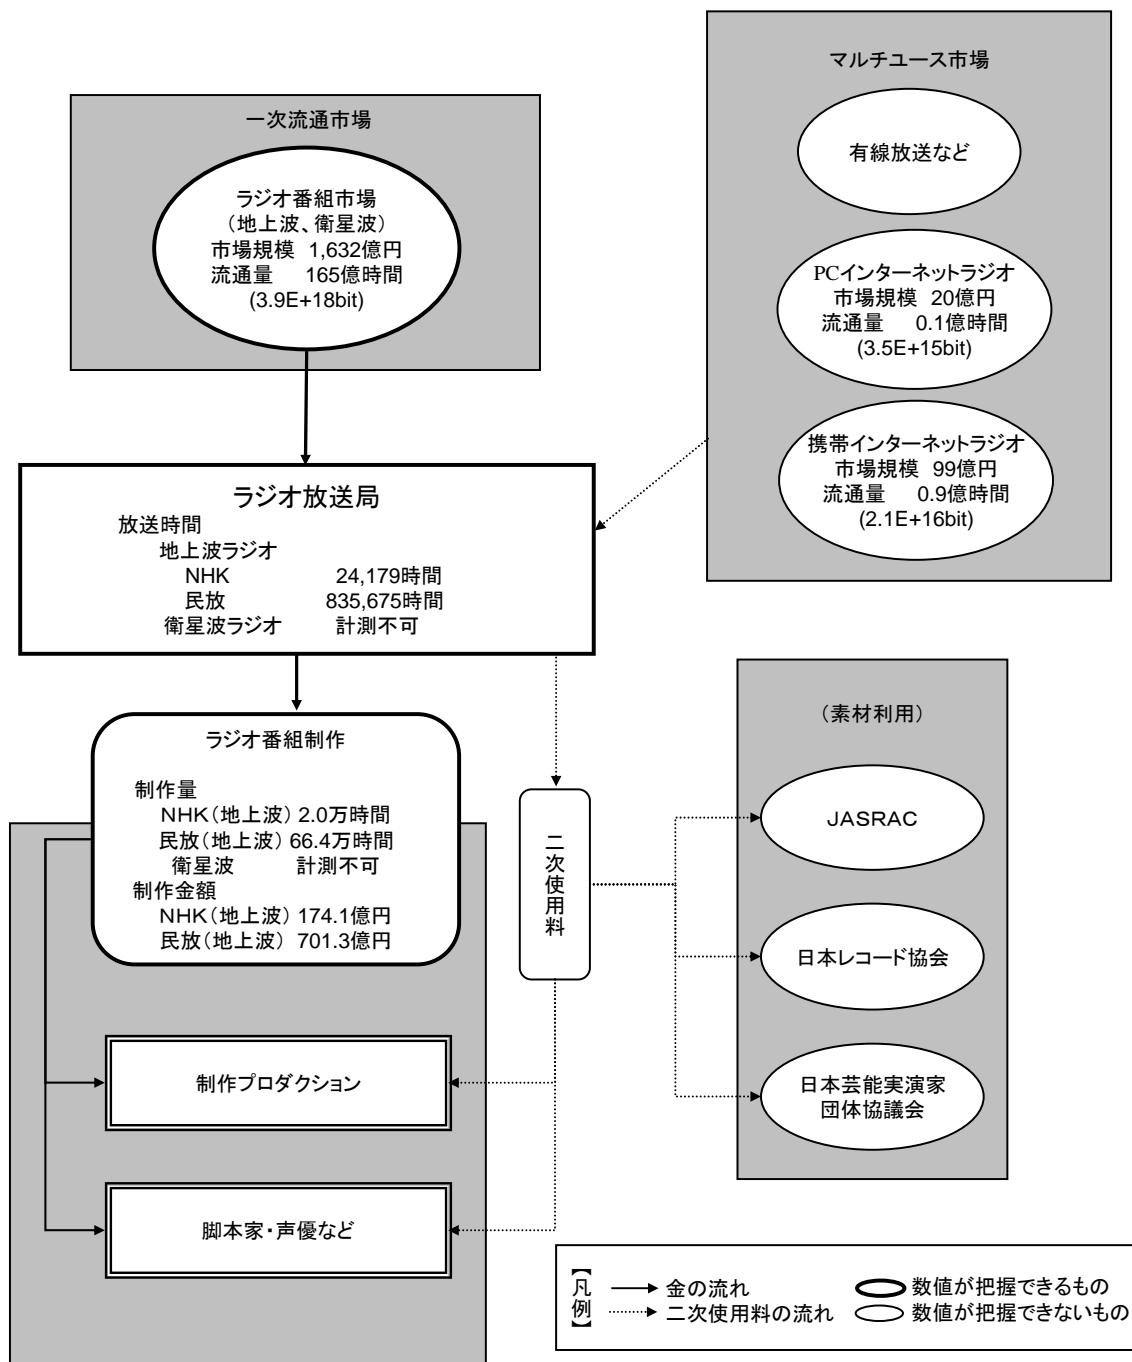 一次流通市場
ラジオ番組市場
（地上波、衛星波）
市場規模 1,632億円
流通量 165億時間
(3.9E+18bit)
マルチユース市場
有線放送など
PCインターネットラジオ
市場規模 20億円
流通量 0.1億時間
(3.5E+15bit)
携帯インターネットラジオ
市場規模 99億円
流通量 0.9億時間
(2.1E+16bit)
ラジオ放送局
放送時間
地上波ラジオ
NHK 24,179時間
民放 835,675時間
衛星波ラジオ 計測不可
ラジオ番組制作
制作量
ＮＨＫ（地上波）2.0万時間
民放（地上波）66.4万時間
衛星波 計測不可
制作金額
ＮＨＫ（地上波）174.1億円
民放（地上波） 701.3億円
制作プロダクション
脚本家・声優など
二次使用料
（素材利用）
ＪＡＳＲＡＣ
日本レコード協会
日本芸能実演家
団体協議会
【凡例】
金の流れ 数値が把握できるもの
二次使用料の流れ 数値が把握できないもの